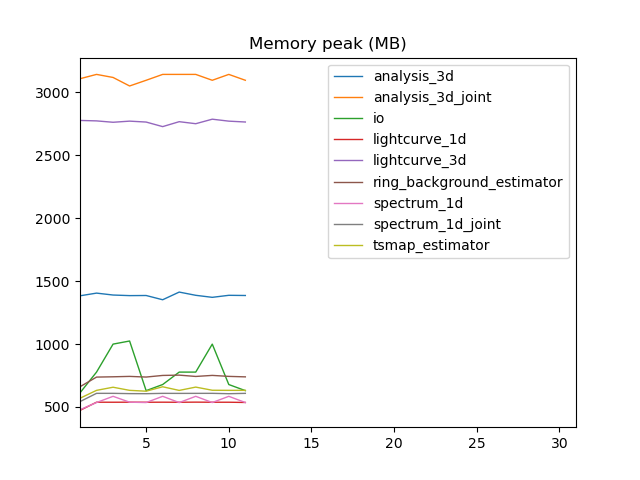 Memory peak (MB)
3000
2500
2000
1500
1000
500
5
10
15
20
25
30
analysis_3d
analysis_3d_joint
io
lightcurve_1d
lightcurve_3d
ring_background_estimator
spectrum_1d
spectrum_1d_joint
tsmap_estimator